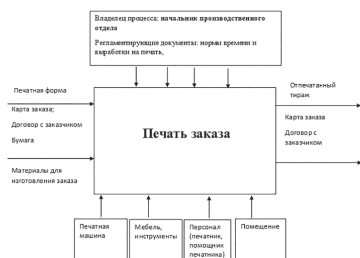 Владелец процесса: начальник производственного
отдела
Регламентирующие документы: нормы времени и
выработки на печать,
Печатная форма
Карта заказа;
Договор с заказчиком
Бумага
Материалы для
изготовления заказа
Печать заказа
Отпечатанный
тираж
Карта заказа
Договор с
заказчиком
Печатная
машина
Мебель,
инструменты
Персонал
(печатник,
помощник
печатника)
Помещение